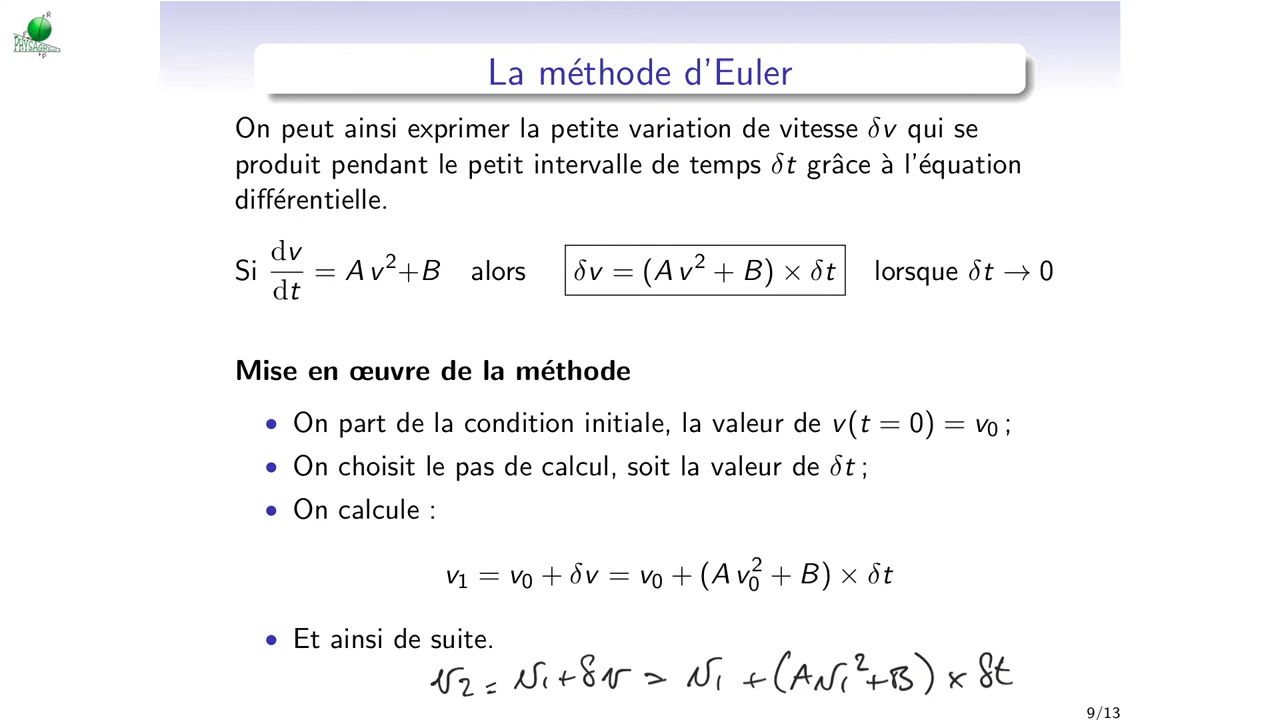 La méthode d'Euler
On peut ainsi exprimer la petite variation de vitesse δv qui se
produit pendant le petit intervalle de temps δt grâce à l'équation
différentielle.
Si dv/dt = A v²+B alors δv = (A v² + B) × δt lorsque δt → 0
Mise en œuvre de la méthode
• On part de la condition initiale, la valeur de v(t = 0) = v₀ ;
• On choisit le pas de calcul, soit la valeur de δt ;
• On calcule :
v₁ = v₀ + δv = v₀ + (A v₀² + B) × δt
• Et ainsi de suite.
v₂ = v₁ + δv = v₁ + (A v₁² + B) × δt
9/13